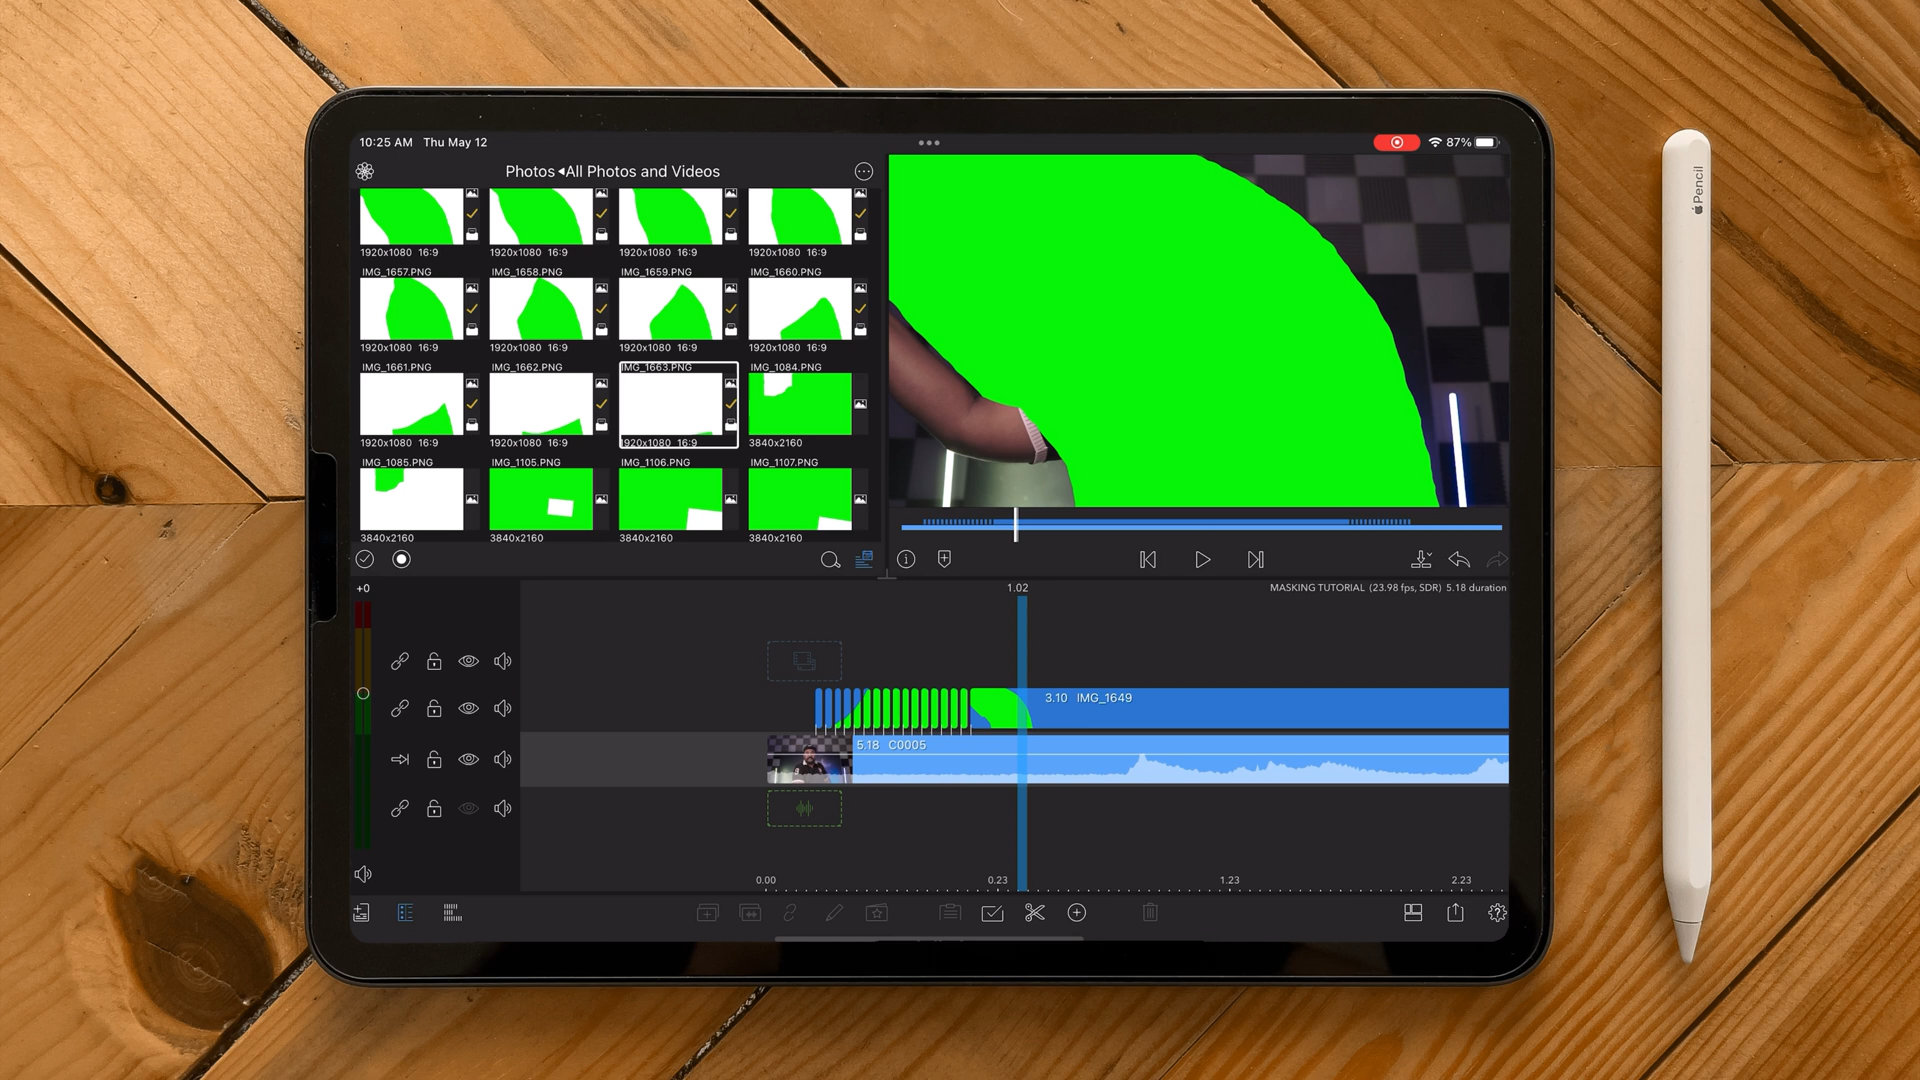 10:25 AM Thu May 12
87%
Photos ◂All Photos and Videos
1920x1080 16:9
1920x1080 16:9
1920x1080 16:9
1920x1080 16:9
IMG_1657.PNG
IMG_1658.PNG
IMG_1659.PNG
IMG_1660.PNG
1920x1080 16:9
1920x1080 16:9
1920x1080 16:9
1920x1080 16:9
IMG_1661.PNG
IMG_1662.PNG
IMG_1663.PNG
IMG_1084.PNG
1920x1080 16:9
1920x1080 16:9
1920x1080 16:9
3840x2160
IMG_1085.PNG
IMG_1105.PNG
IMG_1106.PNG
IMG_1107.PNG
3840x2160
3840x2160
3840x2160
3840x2160
+0
1.02
MASKING TUTORIAL (23.98 fps, SDR) 5.18 duration
3.10 IMG_1649
5.18 C0005
0.00
0.23
1.23
2.23
Pencil